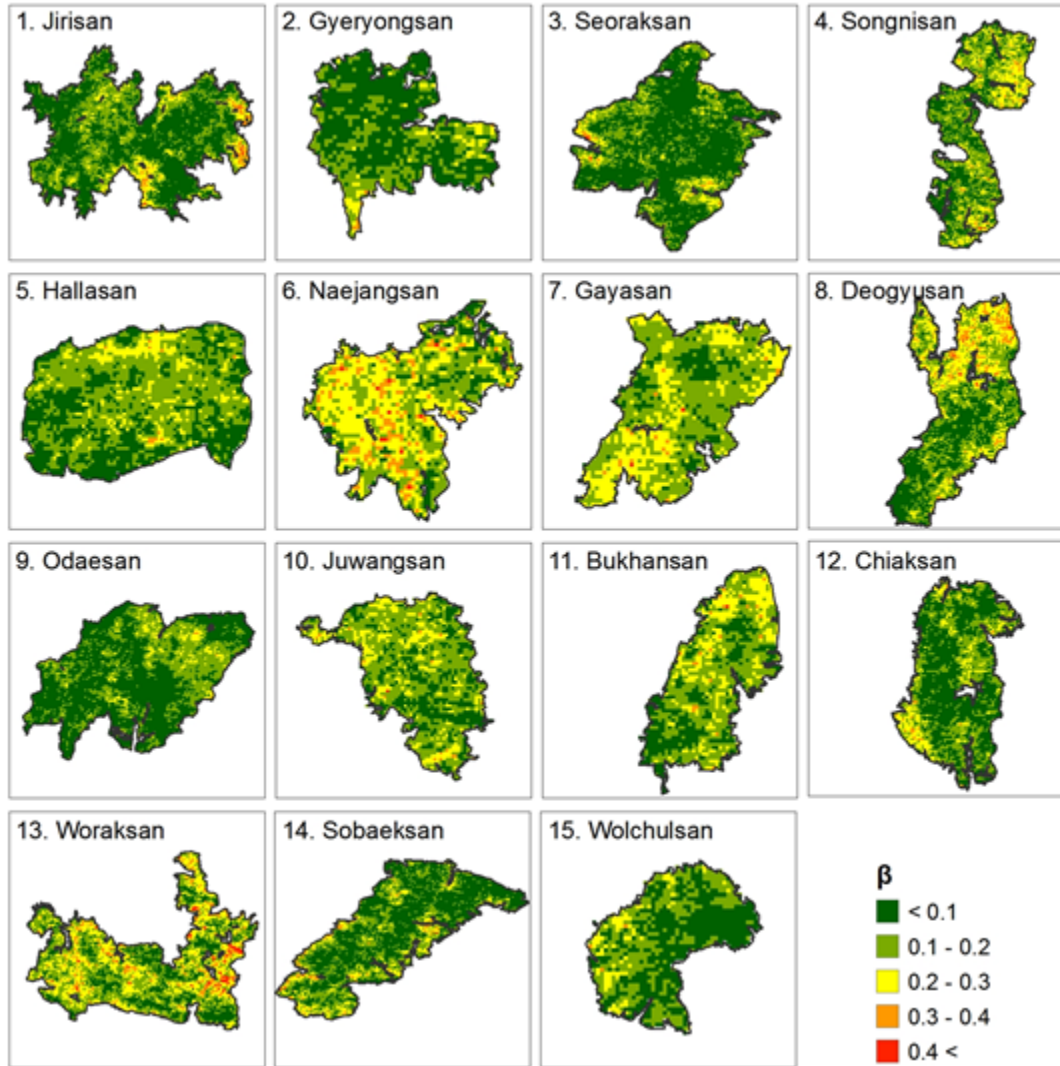 1. Jirisan
2. Gyeryongsan
3. Seoraksan
4. Songnisan
5. Hallasan
6. Naejangsan
7. Gayasan
8. Deogyusan
9. Odaesan
10. Juwangsan
11. Bukhansan
12. Chiaksan
13. Woraksan
14. Sobaeksan
15. Wolchulsan
β
< 0.1
0.1 - 0.2
0.2 - 0.3
0.3 - 0.4
0.4 <